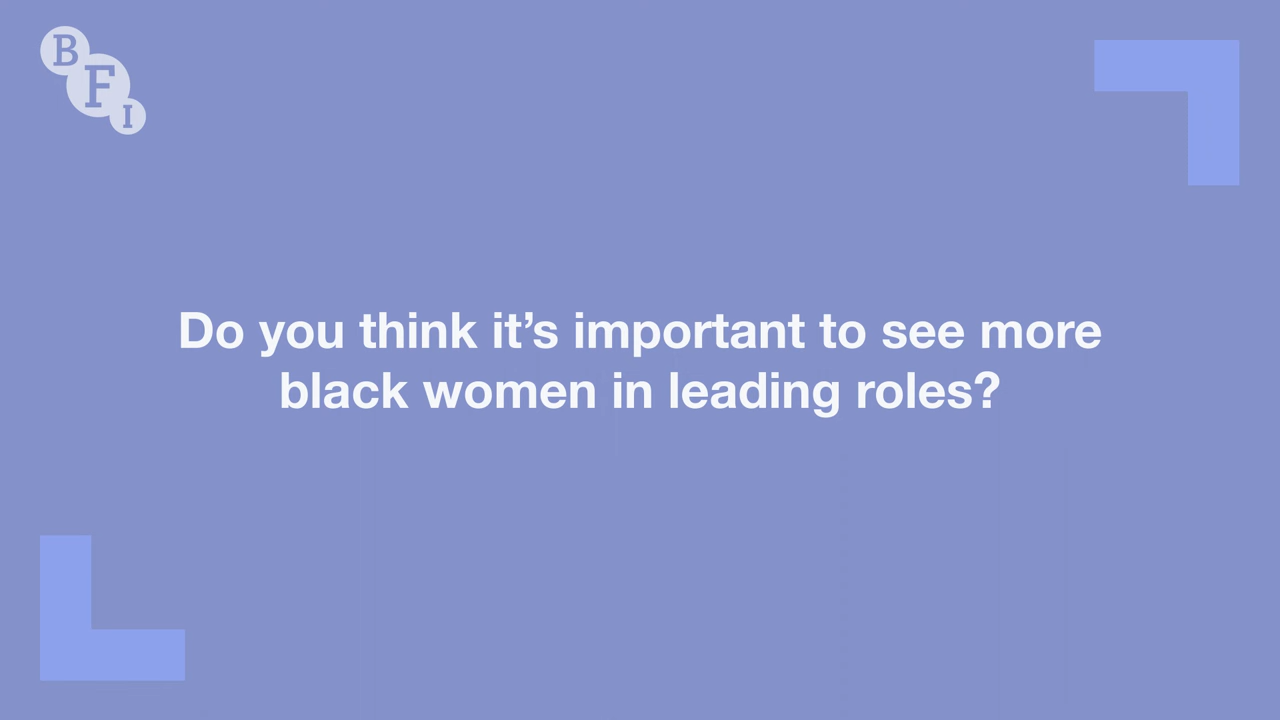 BFI
Do you think it’s important to see more
black women in leading roles?